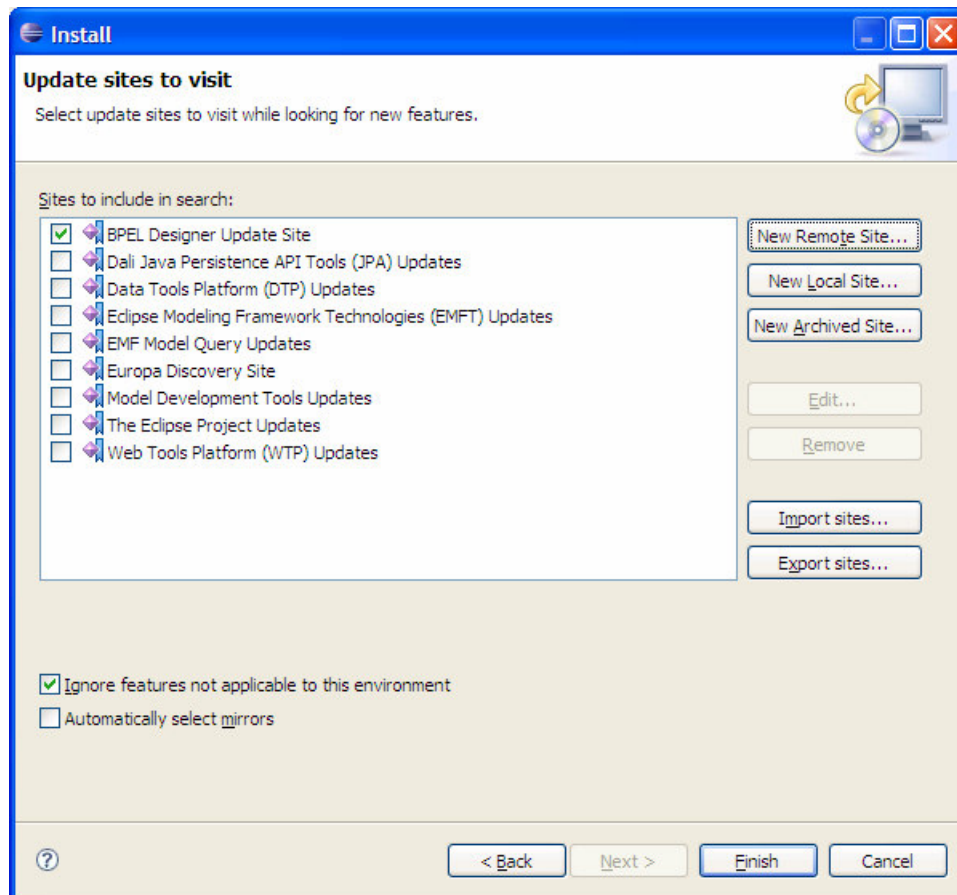 Install
Update sites to visit
Select update sites to visit while looking for new features.
Sites to include in search:
BPEL Designer Update Site
Dali Java Persistence API Tools (JPA) Updates
Data Tools Platform (DTP) Updates
Eclipse Modeling Framework Technologies (EMFT) Updates
EMF Model Query Updates
Europa Discovery Site
Model Development Tools Updates
The Eclipse Project Updates
Web Tools Platform (WTP) Updates
New Remote Site...
New Local Site...
New Archived Site...
Edit...
Remove
Import sites...
Export sites...
Ignore features not applicable to this environment
Automatically select mirrors
? < Back Next > Finish Cancel